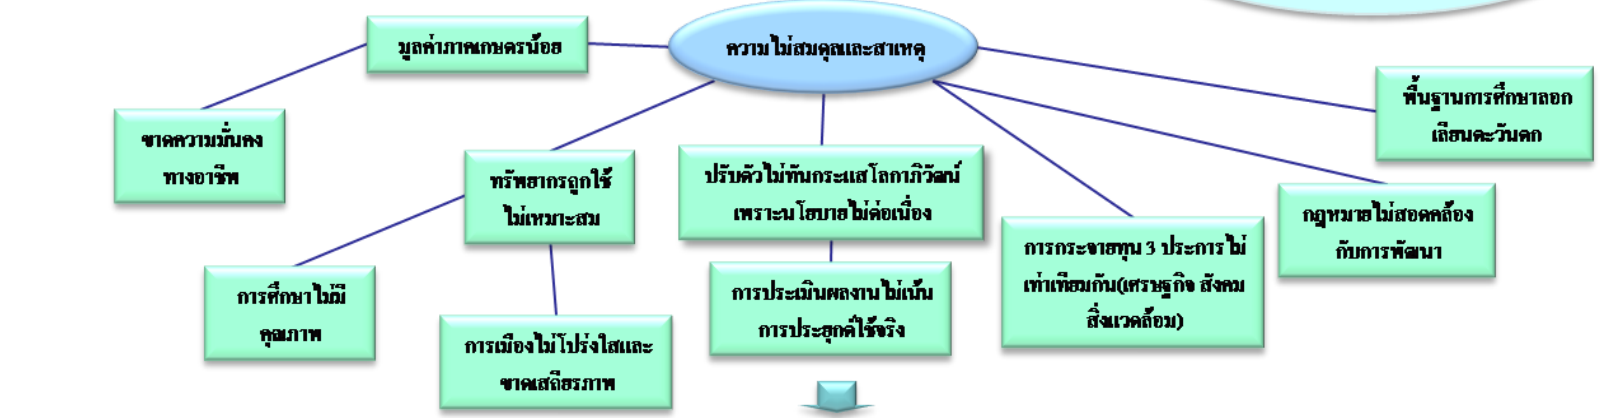 ความไม่สมดุลและสาเหตุ
มูลค่าภาคเกษตรน้อย
ขาดความมั่นคง
ทางอาชีพ
ทรัพยากรถูกใช้
ไม่เหมาะสม
การศึกษาไม่มี
คุณภาพ
การเมืองไม่โปร่งใสและ
ขาดเสถียรภาพ
ปรับตัวไม่ทันกระแสโลกาภิวัฒน์
เพราะนโยบายไม่ต่อเนื่อง
การประเมินผลงานไม่เน้น
การประยุกต์ใช้จริง
การกระจายทุน 3 ประการไม่
เท่าเทียมกัน(เศรษฐกิจ สังคม
สิ่งแวดล้อม)
กฎหมายไม่สอดคล้อง
กับการพัฒนา
พื้นฐานการศึกษาลอก
เลียนตะวันตก